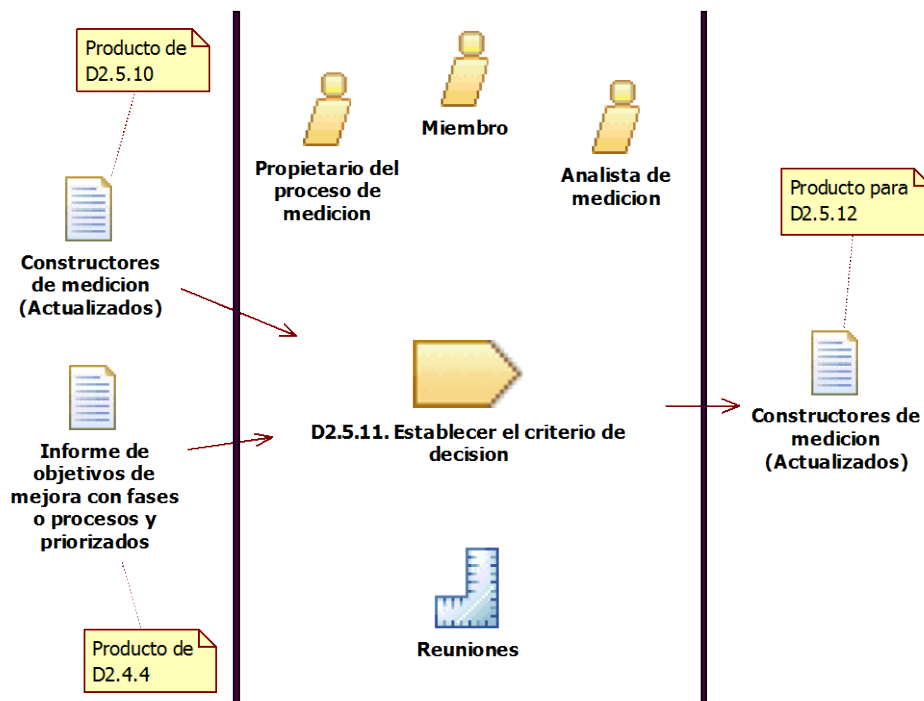 Producto de
D2.5.10
Constructores
de medicion
(Actualizados)
Informe de
objetivos de
mejora con fases
o procesos y
priorizados
Producto de
D2.4.4
Propietario del
proceso de
medicion
Miembro
Analista de
medicion
D2.5.11. Establecer el criterio de
decision
Reuniones
Producto para
D2.5.12
Constructores de
medicion
(Actualizados)